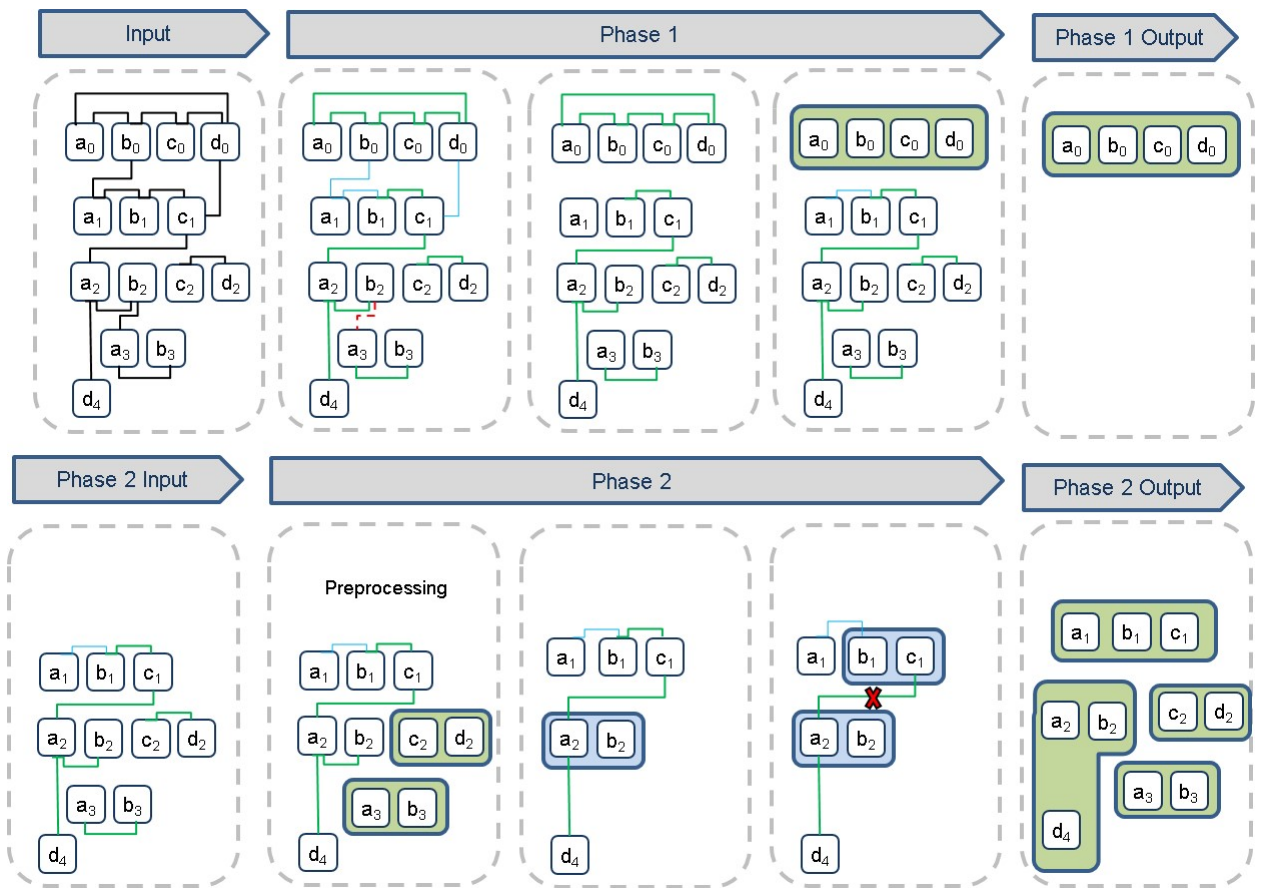 Input
Phase 1
Phase 1 Output
a₀ b₀ c₀ d₀
a₁ b₁ c₁
a₂ b₂ c₂ d₂
a₃ b₃
d₄
a₀ b₀ c₀ d₀
a₁ b₁ c₁
a₂ b₂ c₂ d₂
a₃ b₃
d₄
a₀ b₀ c₀ d₀
a₁ b₁ c₁
a₂ b₂ c₂ d₂
a₃ b₃
d₄
a₀ b₀ c₀ d₀
a₁ b₁ c₁
a₂ b₂ c₂ d₂
a₃ b₃
d₄
a₀ b₀ c₀ d₀
Phase 2 Input
Phase 2
Phase 2 Output
a₁ b₁ c₁
a₂ b₂ c₂ d₂
a₃ b₃
d₄
Preprocessing
a₁ b₁ c₁
a₂ b₂ c₂ d₂
a₃ b₃
d₄
a₁ b₁ c₁
a₂ b₂
d₄
a₁ b₁ c₁
a₂ b₂
d₄
a₁ b₁ c₁
a₂ b₂ c₂ d₂
a₃ b₃
d₄